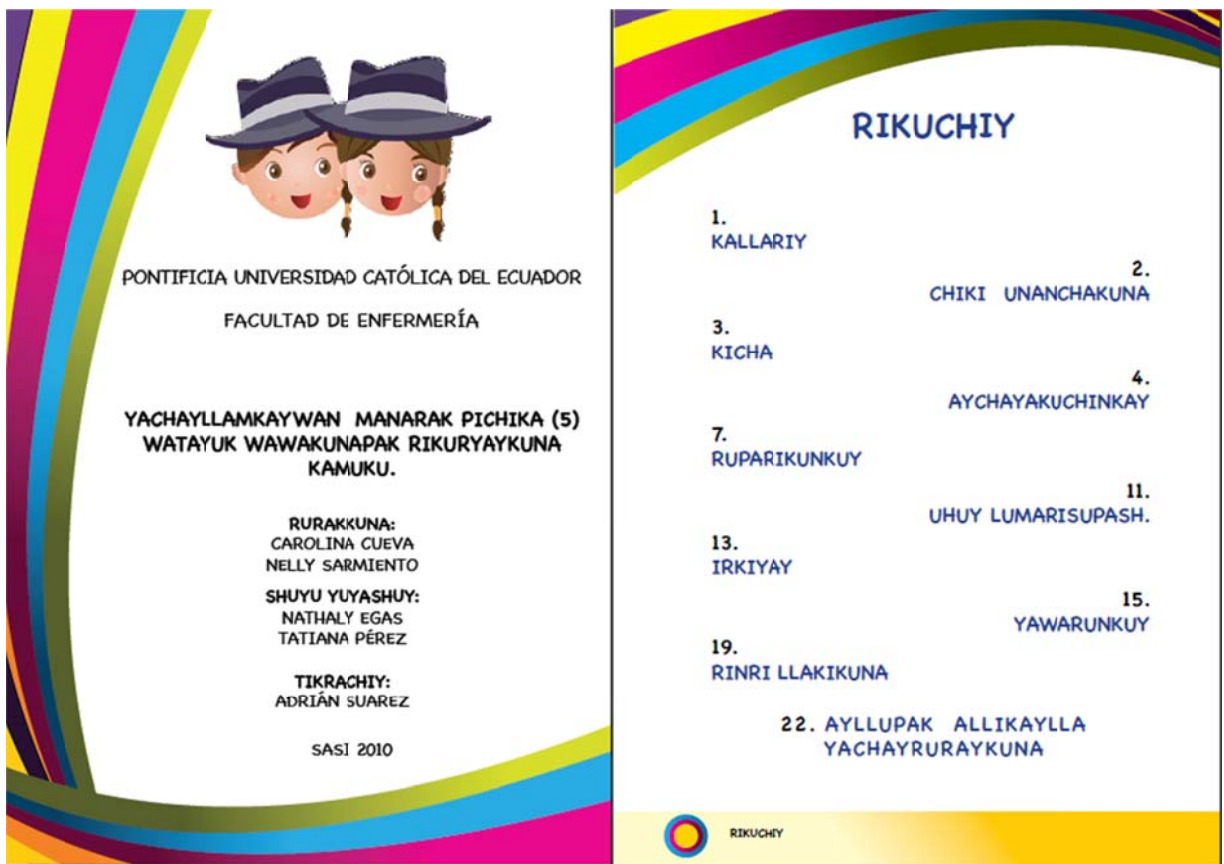 PONTIFICIA UNIVERSIDAD CATÓLICA DEL ECUADOR
FACULTAD DE ENFERMERÍA
YACHAYLLAMKAYWAN MANARAK PICHIKA (5)
WATAYUK WAWAKUNAPAK RIKURYAYKUNA
KAMUKU.
RURAKKUNA:
CAROLINA CUEVA
NELLY SARMIENTO
SHUYU YUYASHUY:
NATHALY EGAS
TATIANA PÉREZ
TIKRACHIY:
ADRIÁN SUAREZ
SASI 2010
RIKUCHIY
1.
KALLARIY
2.
CHIKI UNANCHAKUNA
3.
KICHA
4.
AYCHAYAKUCHINKAY
7.
RUPARIKUNKUY
11.
UHUY LUMARISUPASH.
13.
IRKIYAY
15.
YAWARUNKUY
19.
RINRI LLAKIKUNA
22. AYLLUPAK ALLIKAYLLA
YACHAYRURAYKUNA
RIKUCHIY